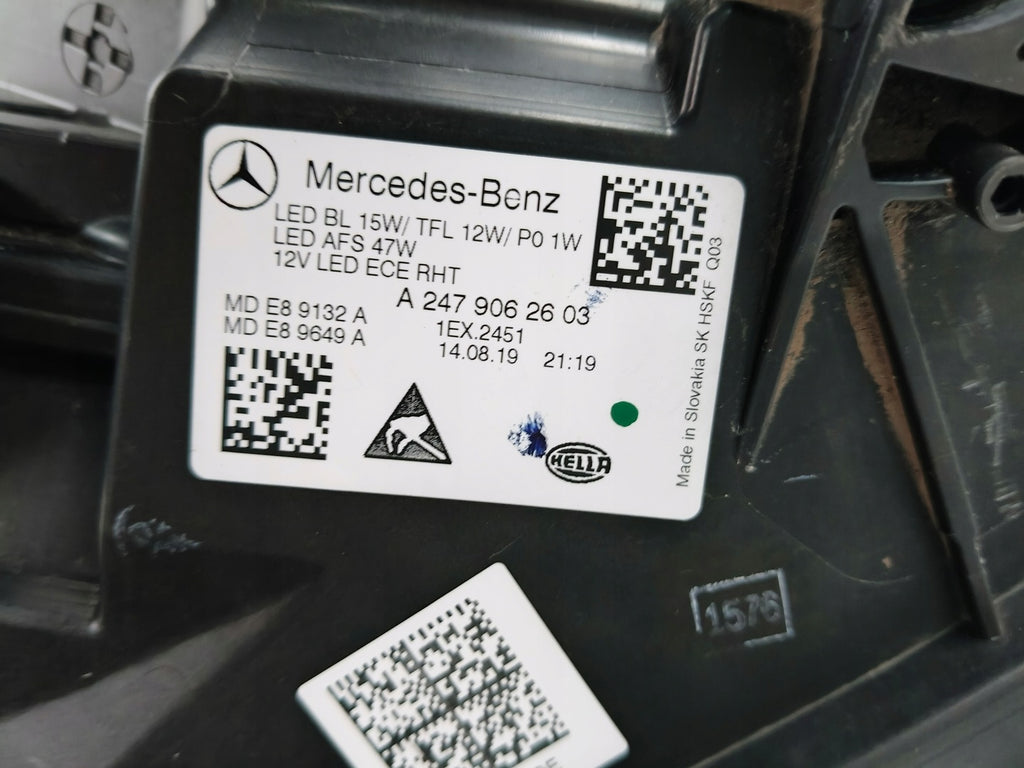 Mercedes-Benz
LED BL 15W/ TFL 12W/ P0 1W
LED AFS 47W
12V LED ECE RHT
A 247 906 26 03
MD E8 9132 A
MD E8 9649 A
1EX.2451
14.08.19 21:19
HELLA
Made in Slovakia SK HSKF Q03
1576